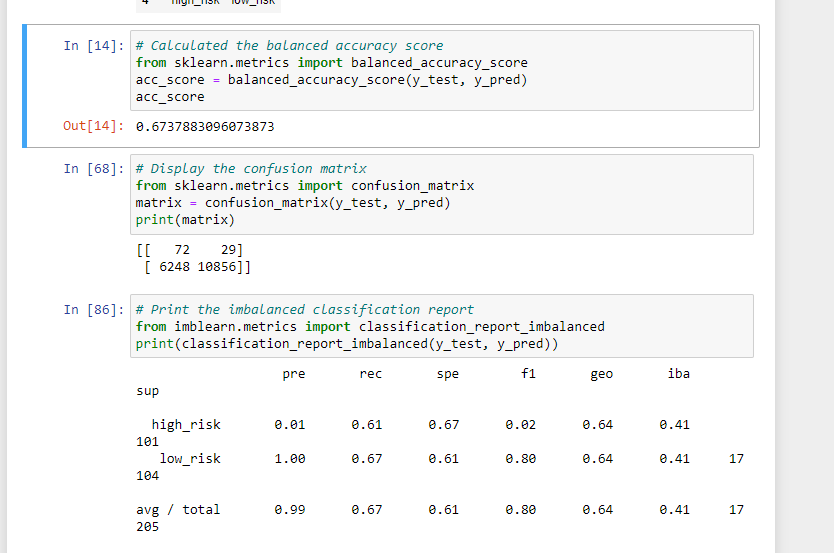 4 high_risk low_risk
In [14]: # Calculated the balanced accuracy score
from sklearn.metrics import balanced_accuracy_score
acc_score = balanced_accuracy_score(y_test, y_pred)
acc_score
Out[14]: 0.6737883096073873
In [68]: # Display the confusion matrix
from sklearn.metrics import confusion_matrix
matrix = confusion_matrix(y_test, y_pred)
print(matrix)
[[ 72 29]
[ 6248 10856]]
In [86]: # Print the imbalanced classification report
from imblearn.metrics import classification_report_imbalanced
print(classification_report_imbalanced(y_test, y_pred))
pre rec spe f1 geo iba
sup
high_risk 0.01 0.61 0.67 0.02 0.64 0.41
101
low_risk 1.00 0.67 0.61 0.80 0.64 0.41 17
104
avg / total 0.99 0.67 0.61 0.80 0.64 0.41 17
205